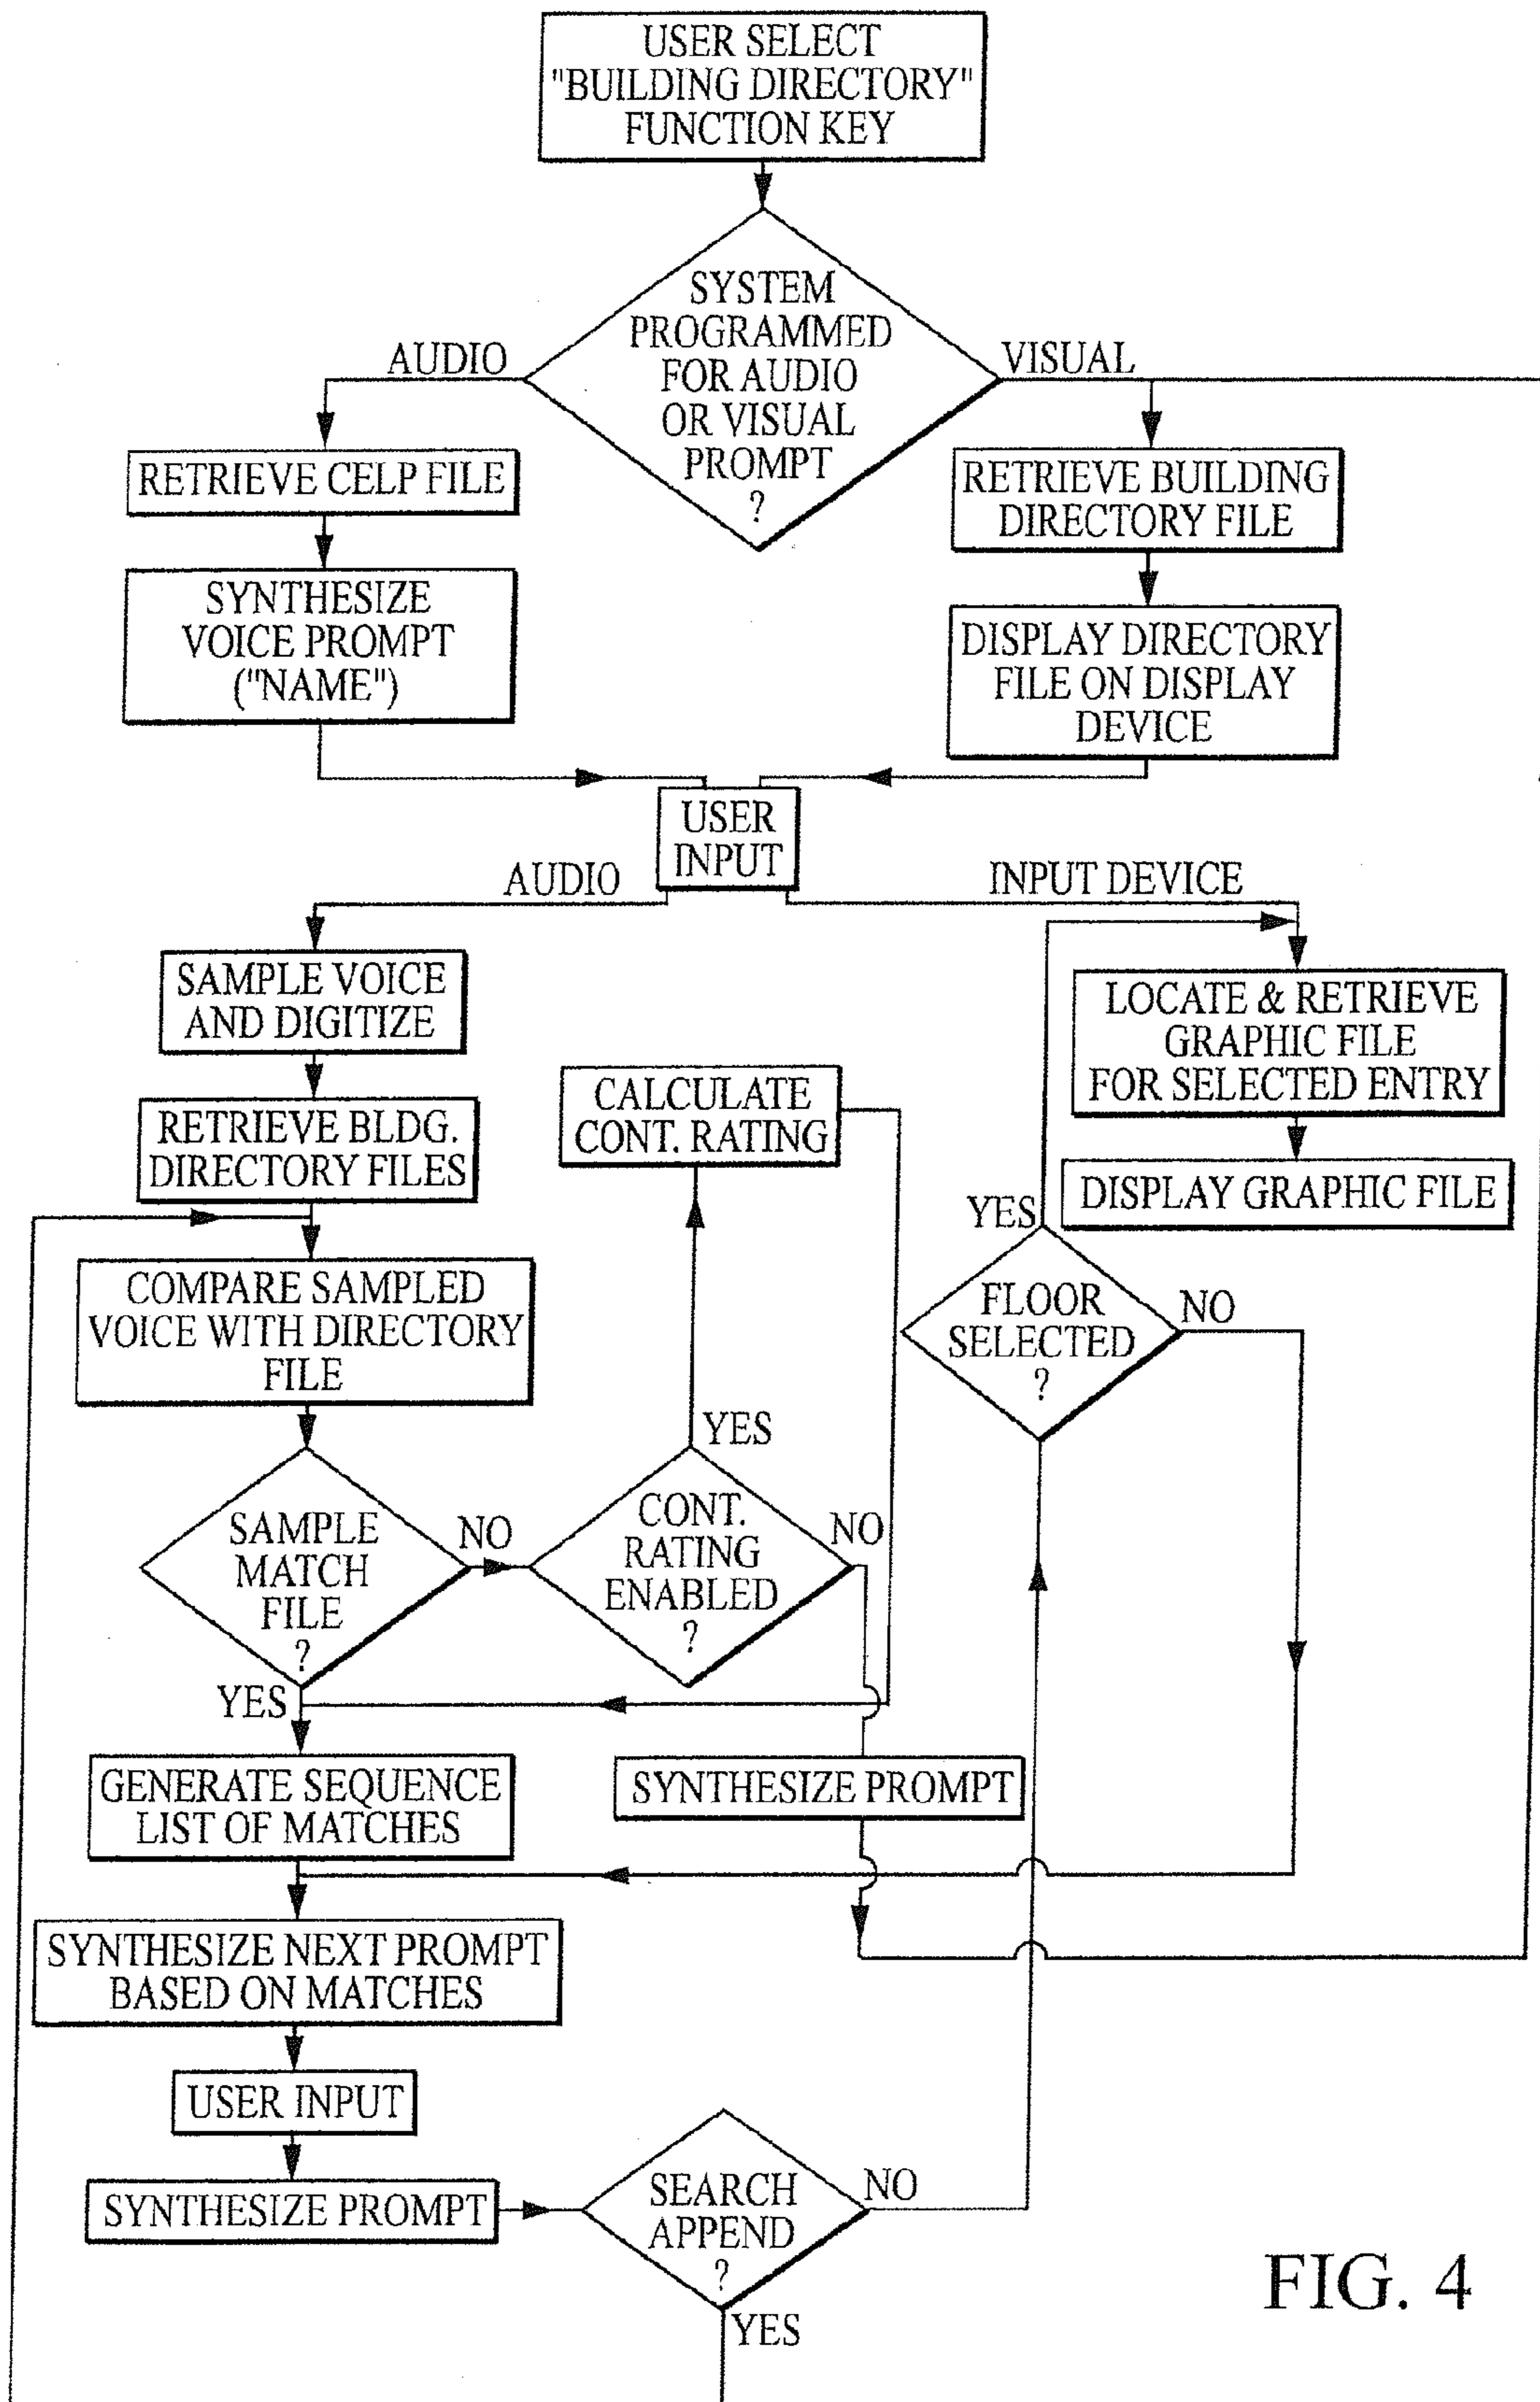 USER SELECT
"BUILDING DIRECTORY"
FUNCTION KEY
SYSTEM
PROGRAMMED
FOR AUDIO
OR VISUAL
PROMPT
?
AUDIO
VISUAL
RETRIEVE CELP FILE
RETRIEVE BUILDING
DIRECTORY FILE
SYNTHESIZE
VOICE PROMPT
("NAME")
DISPLAY DIRECTORY
FILE ON DISPLAY
DEVICE
USER
INPUT
AUDIO
INPUT DEVICE
SAMPLE VOICE
AND DIGITIZE
LOCATE & RETRIEVE
GRAPHIC FILE
FOR SELECTED ENTRY
CALCULATE
CONT. RATING
RETRIEVE BLDG.
DIRECTORY FILES
DISPLAY GRAPHIC FILE
YES
COMPARE SAMPLED
VOICE WITH DIRECTORY
FILE
FLOOR
SELECTED
?
NO
YES
SAMPLE
MATCH
FILE
?
NO
CONT.
RATING
ENABLED
?
NO
YES
GENERATE SEQUENCE
LIST OF MATCHES
SYNTHESIZE PROMPT
SYNTHESIZE NEXT PROMPT
BASED ON MATCHES
USER INPUT
SYNTHESIZE PROMPT
SEARCH
APPEND
?
NO
YES
FIG. 4